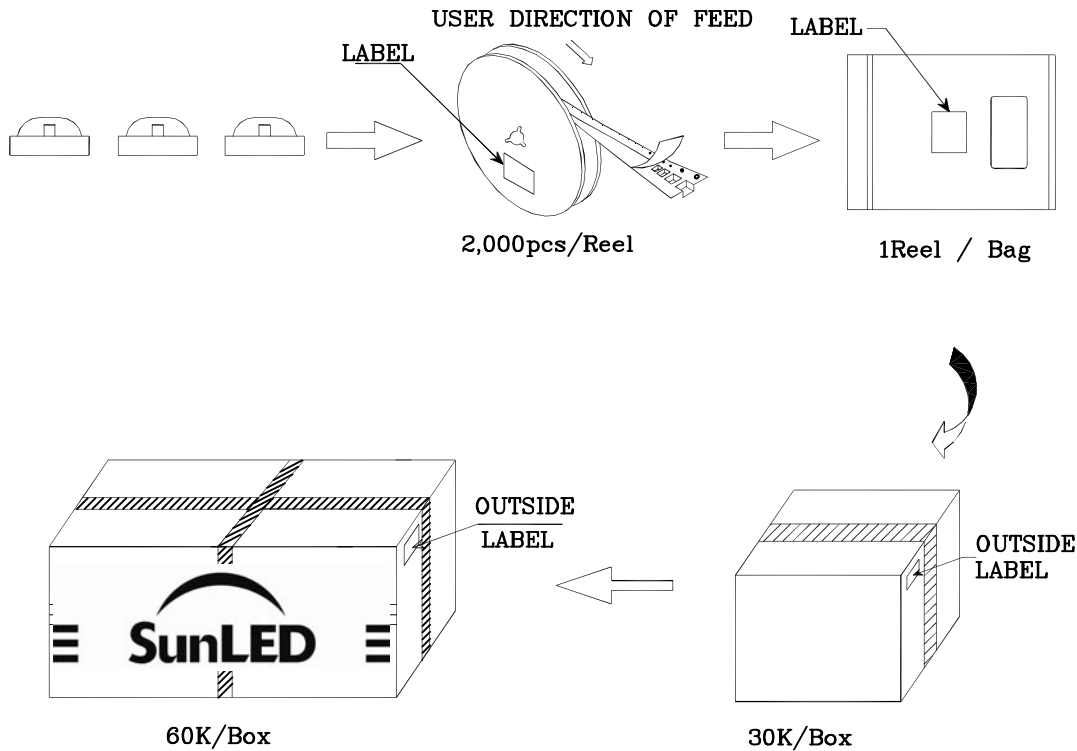 USER DIRECTION OF FEED
LABEL
LABEL
2,000pcs/Reel
1Reel / Bag
OUTSIDE
LABEL
OUTSIDE
LABEL
SunLED
60K/Box
30K/Box